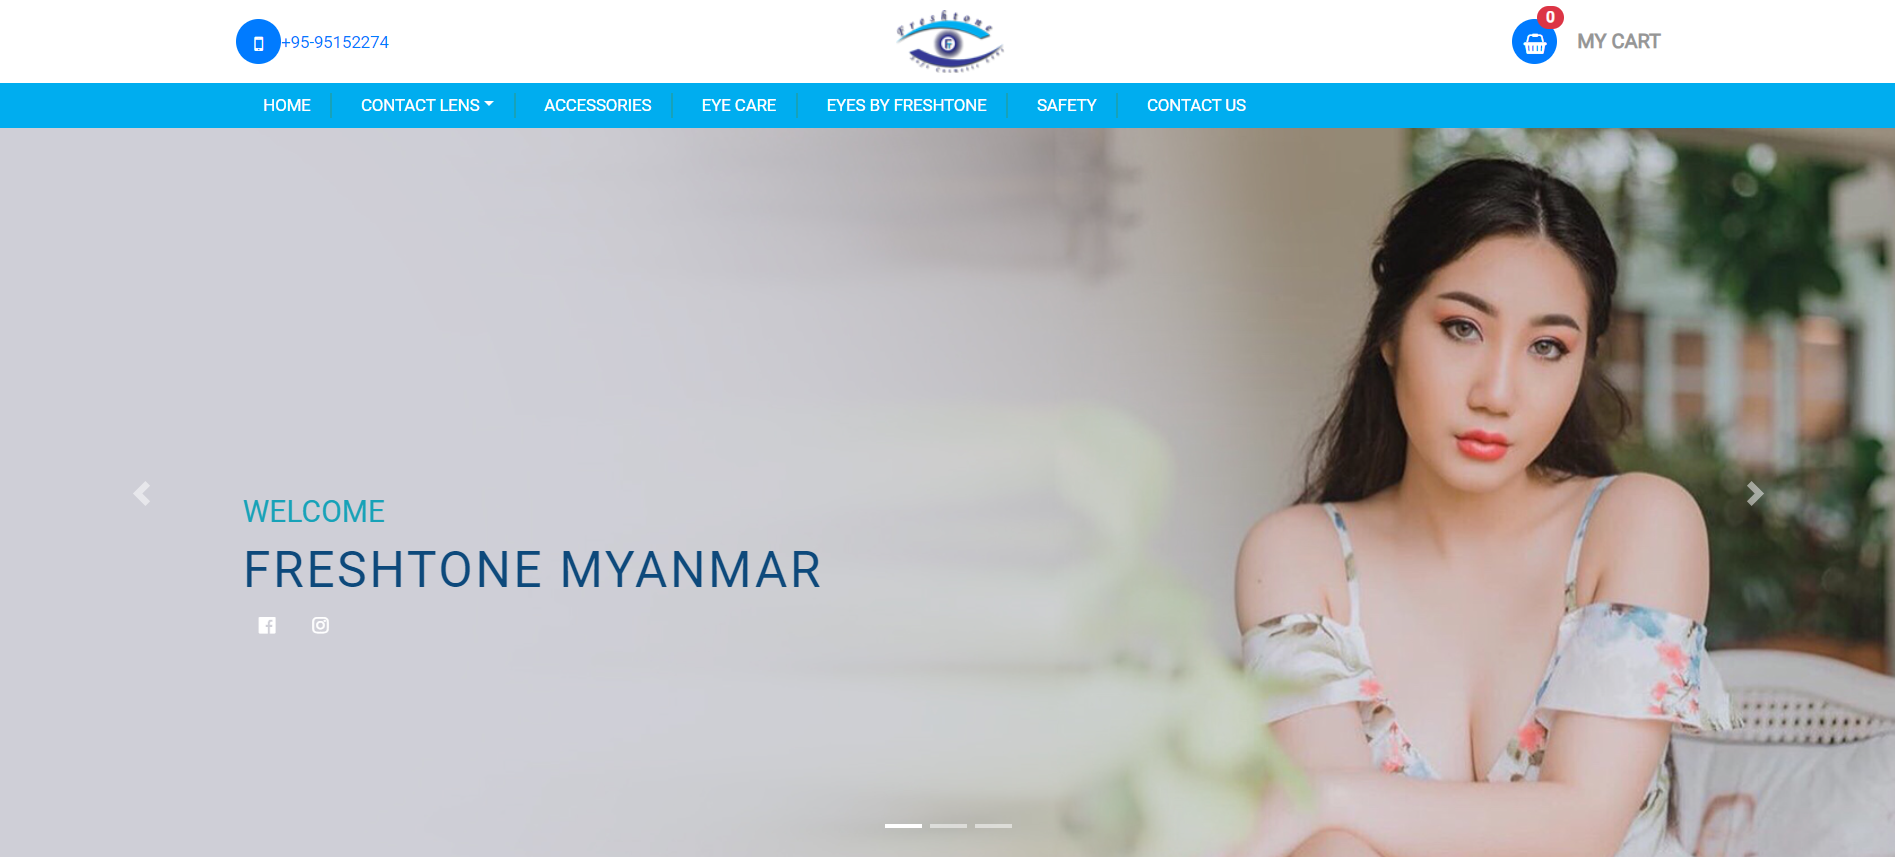 +95-95152274
Freshtone
F
0
MY CART
HOME
CONTACT LENS
ACCESSORIES
EYE CARE
EYES BY FRESHTONE
SAFETY
CONTACT US
WELCOME
FRESHTONE MYANMAR